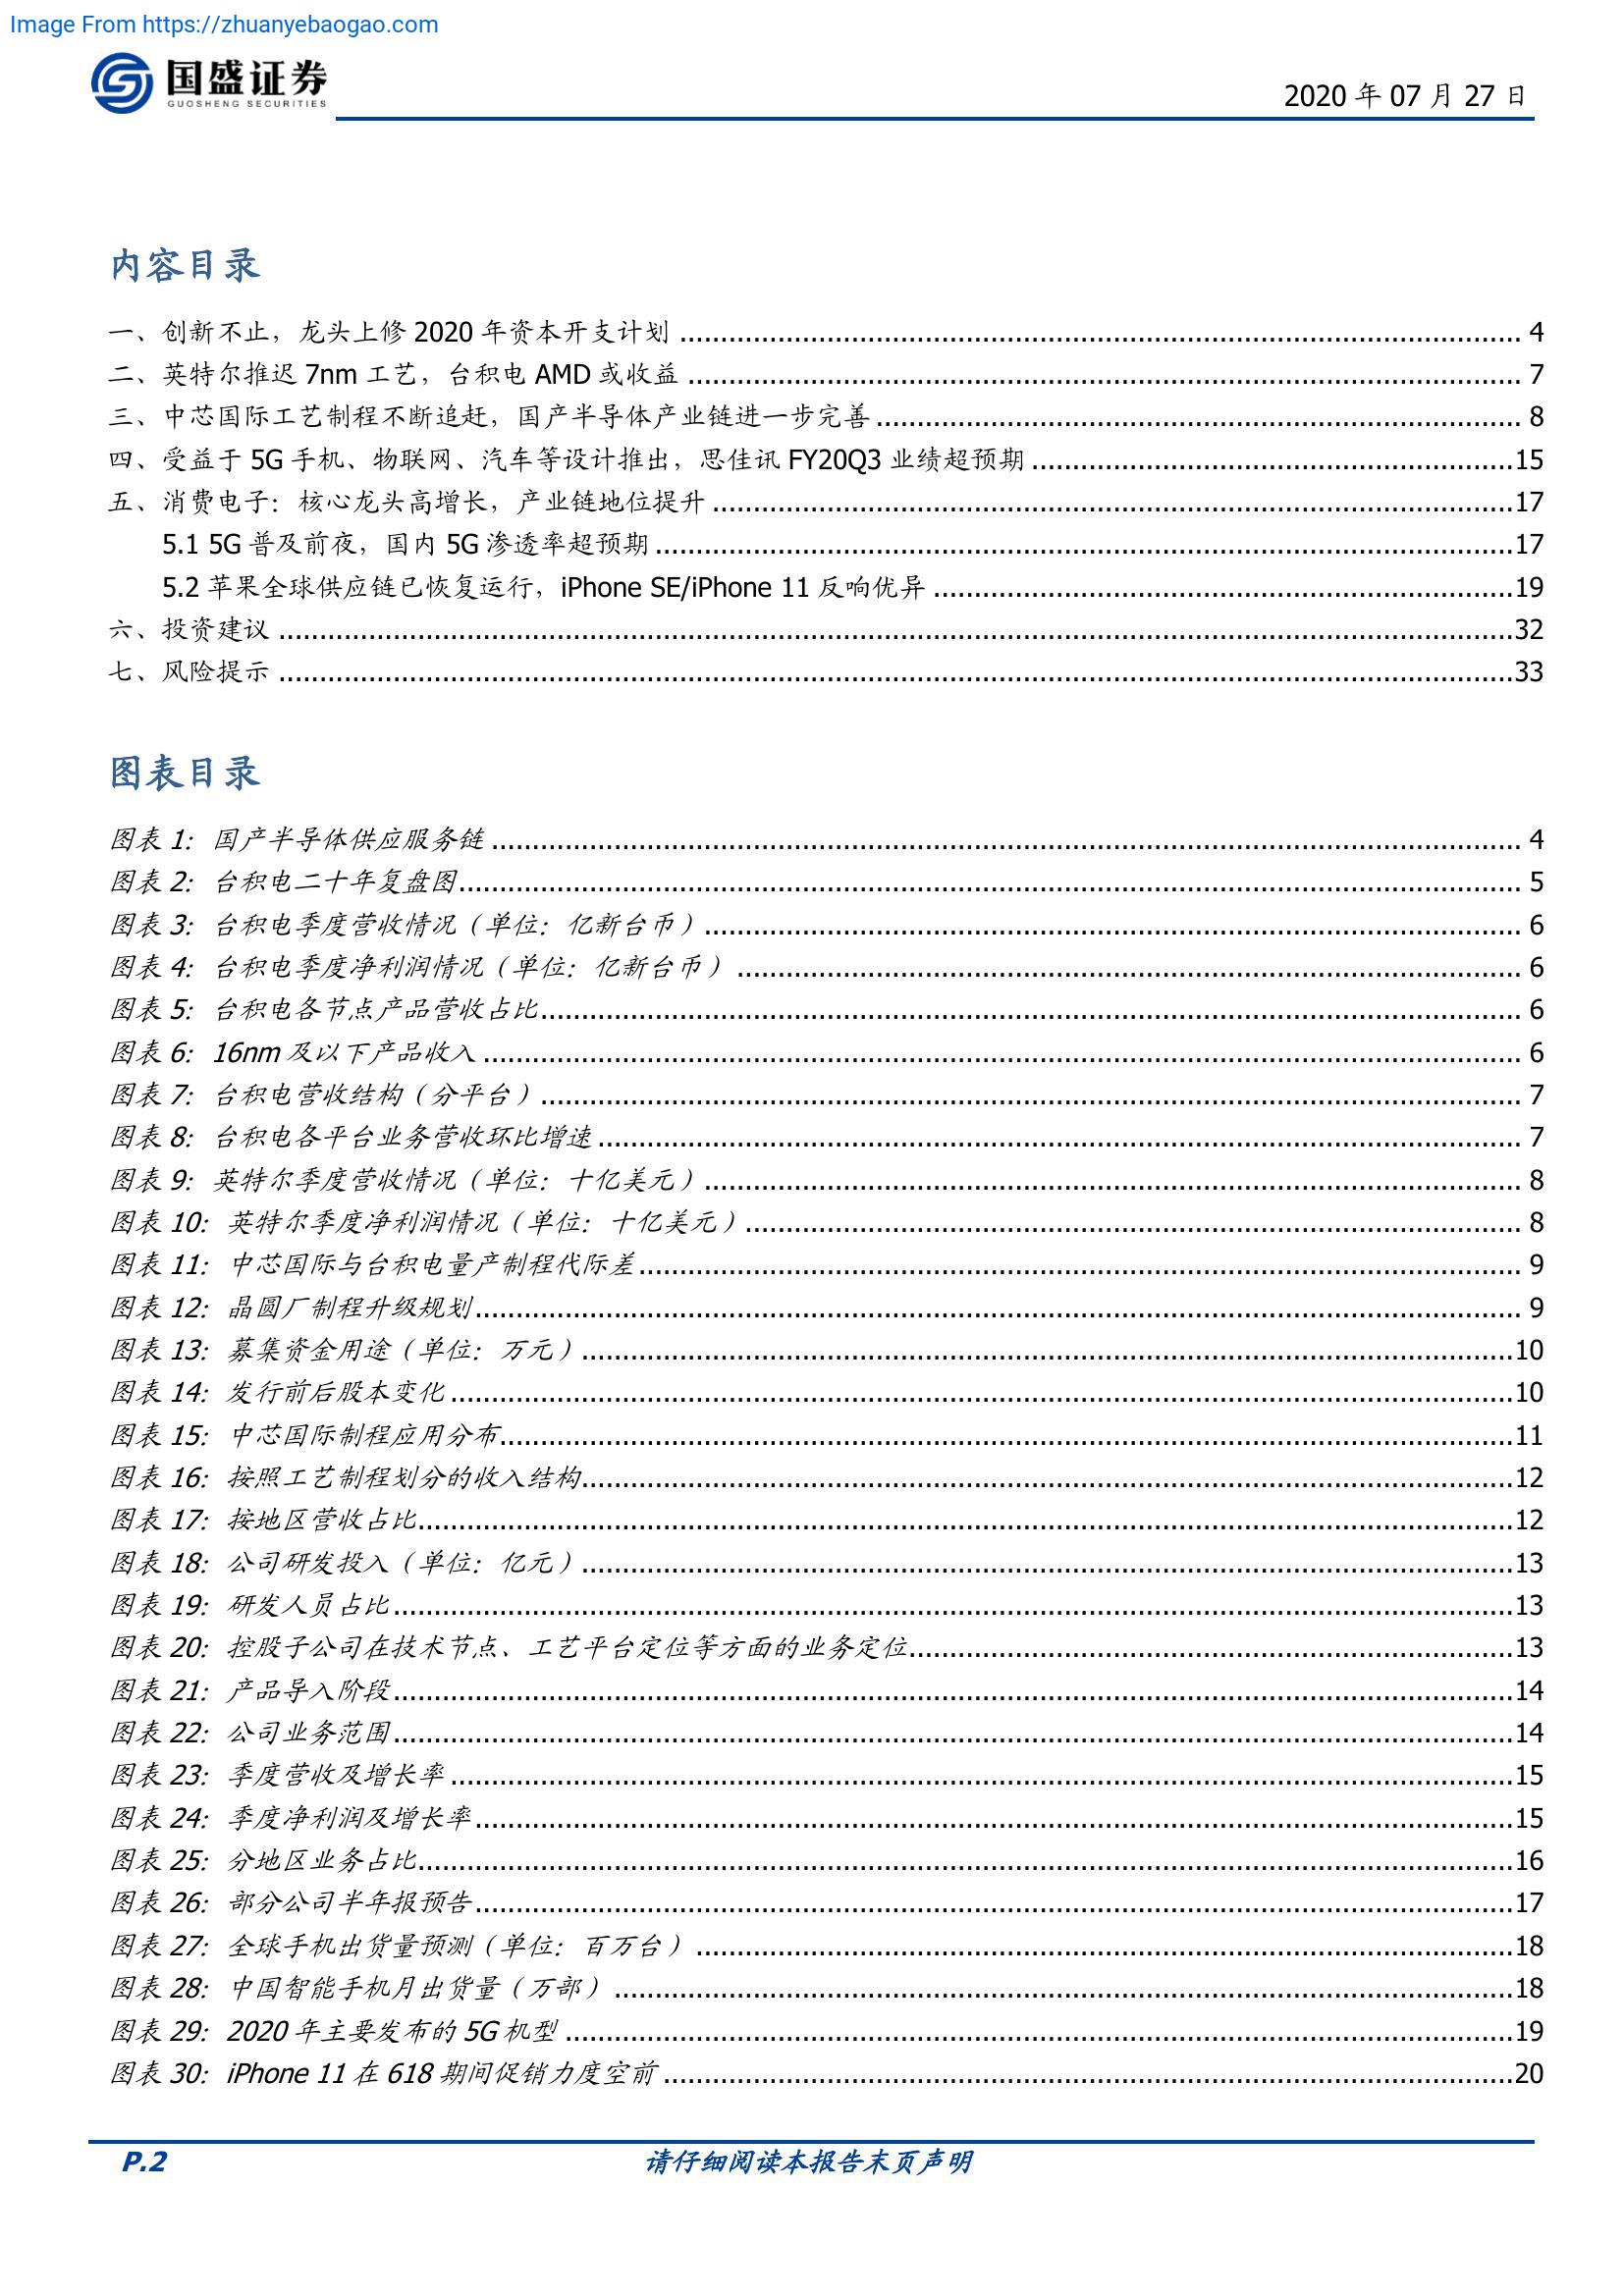 Image From https://zhuanyebaogao.com
国盛证券
GUOSHENG SECURITIES
2020 年 07 月 27 日
内容目录
一、创新不止，龙头上修 2020 年资本开支计划 ........ 4
二、英特尔推迟 7nm 工艺，台积电 AMD 或收益 ........ 7
三、中芯国际工艺制程不断追赶，国产半导体产业链进一步完善 ........ 8
四、受益于 5G 手机、物联网、汽车等设计推出，思佳讯 FY20Q3 业绩超预期 ........15
五、消费电子：核心龙头高增长，产业链地位提升 ........17
5.1 5G 普及前夜，国内 5G 渗透率超预期 ........17
5.2 苹果全球供应链已恢复运行，iPhone SE/iPhone 11 反响优异 ........19
六、投资建议 ........32
七、风险提示 ........33
图表目录
图表 1: 国产半导体供应服务链 ........ 4
图表 2: 台积电二十年复盘图........ 5
图表 3: 台积电季度营收情况（单位：亿新台币）........ 6
图表 4: 台积电季度净利润情况（单位：亿新台币）........ 6
图表 5: 台积电各节点产品营收占比........ 6
图表 6: 16nm 及以下产品收入 ........ 6
图表 7: 台积电营收结构（分平台）........ 7
图表 8: 台积电各平台业务营收环比增速 ........ 7
图表 9: 英特尔季度营收情况（单位：十亿美元）........ 8
图表 10: 英特尔季度净利润情况（单位：十亿美元）........ 8
图表 11: 中芯国际与台积电量产制程代际差........ 9
图表 12: 晶圆厂制程升级规划........ 9
图表 13: 募集资金用途（单位：万元）........10
图表 14: 发行前后股本变化 ........10
图表 15: 中芯国际制程应用分布........11
图表 16: 按照工艺制程划分的收入结构........12
图表 17: 按地区营收占比........12
图表 18: 公司研发投入（单位：亿元）........13
图表 19: 研发人员占比........13
图表 20: 控股子公司在技术节点、工艺平台定位等方面的业务定位........13
图表 21: 产品导入阶段........14
图表 22: 公司业务范围........14
图表 23: 季度营收及增长率 ........15
图表 24: 季度净利润及增长率........15
图表 25: 分地区业务占比........16
图表 26: 部分公司半年报预告........17
图表 27: 全球手机出货量预测（单位：百万台）........18
图表 28: 中国智能手机月出货量（万部）........18
图表 29: 2020 年主要发布的 5G 机型 ........19
图表 30: iPhone 11 在 618 期间促销力度空前 ........20
P.2
请仔细阅读本报告末页声明